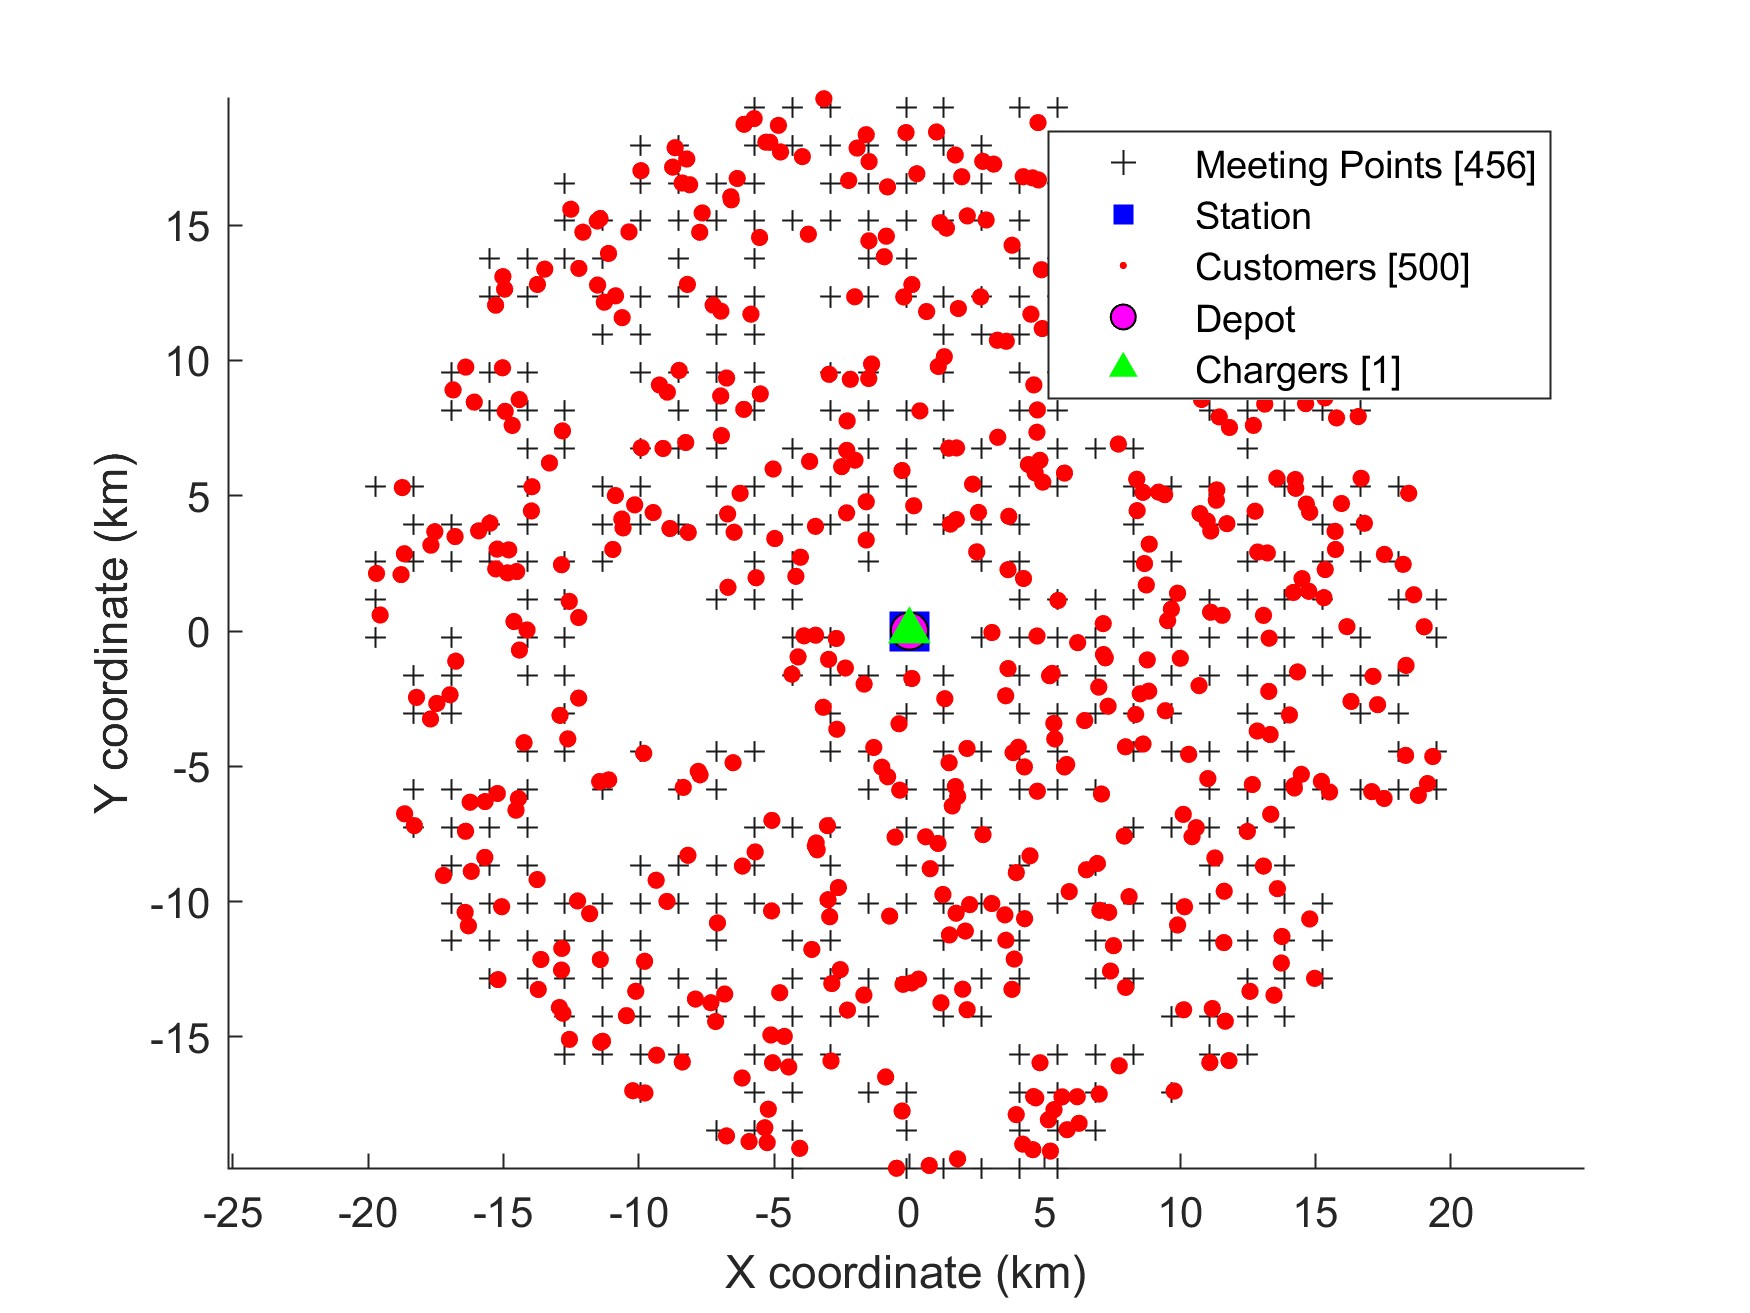 Meeting Points [456]
Station
Customers [500]
Depot
Chargers [1]
15
10
5
0
-5
-10
-15
Y coordinate (km)
-25 -20 -15 -10 -5 0 5 10 15 20
X coordinate (km)